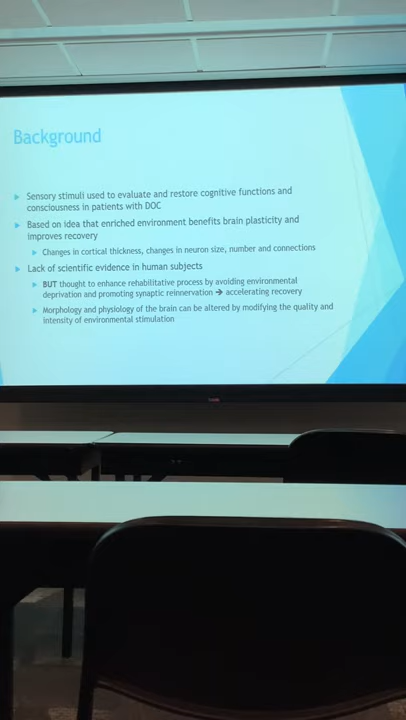 Background
Sensory stimuli used to evaluate and restore cognitive functions and
consciousness in patients with DOC
Based on idea that enriched environment benefits brain plasticity and
improves recovery
Changes in cortical thickness, changes in neuron size, number and connections
Lack of scientific evidence in human subjects
BUT thought to enhance rehabilitative process by avoiding environmental
deprivation and promoting synaptic reinnervation ➔ accelerating recovery
Morphology and physiology of the brain can be altered by modifying the quality and
intensity of environmental stimulation